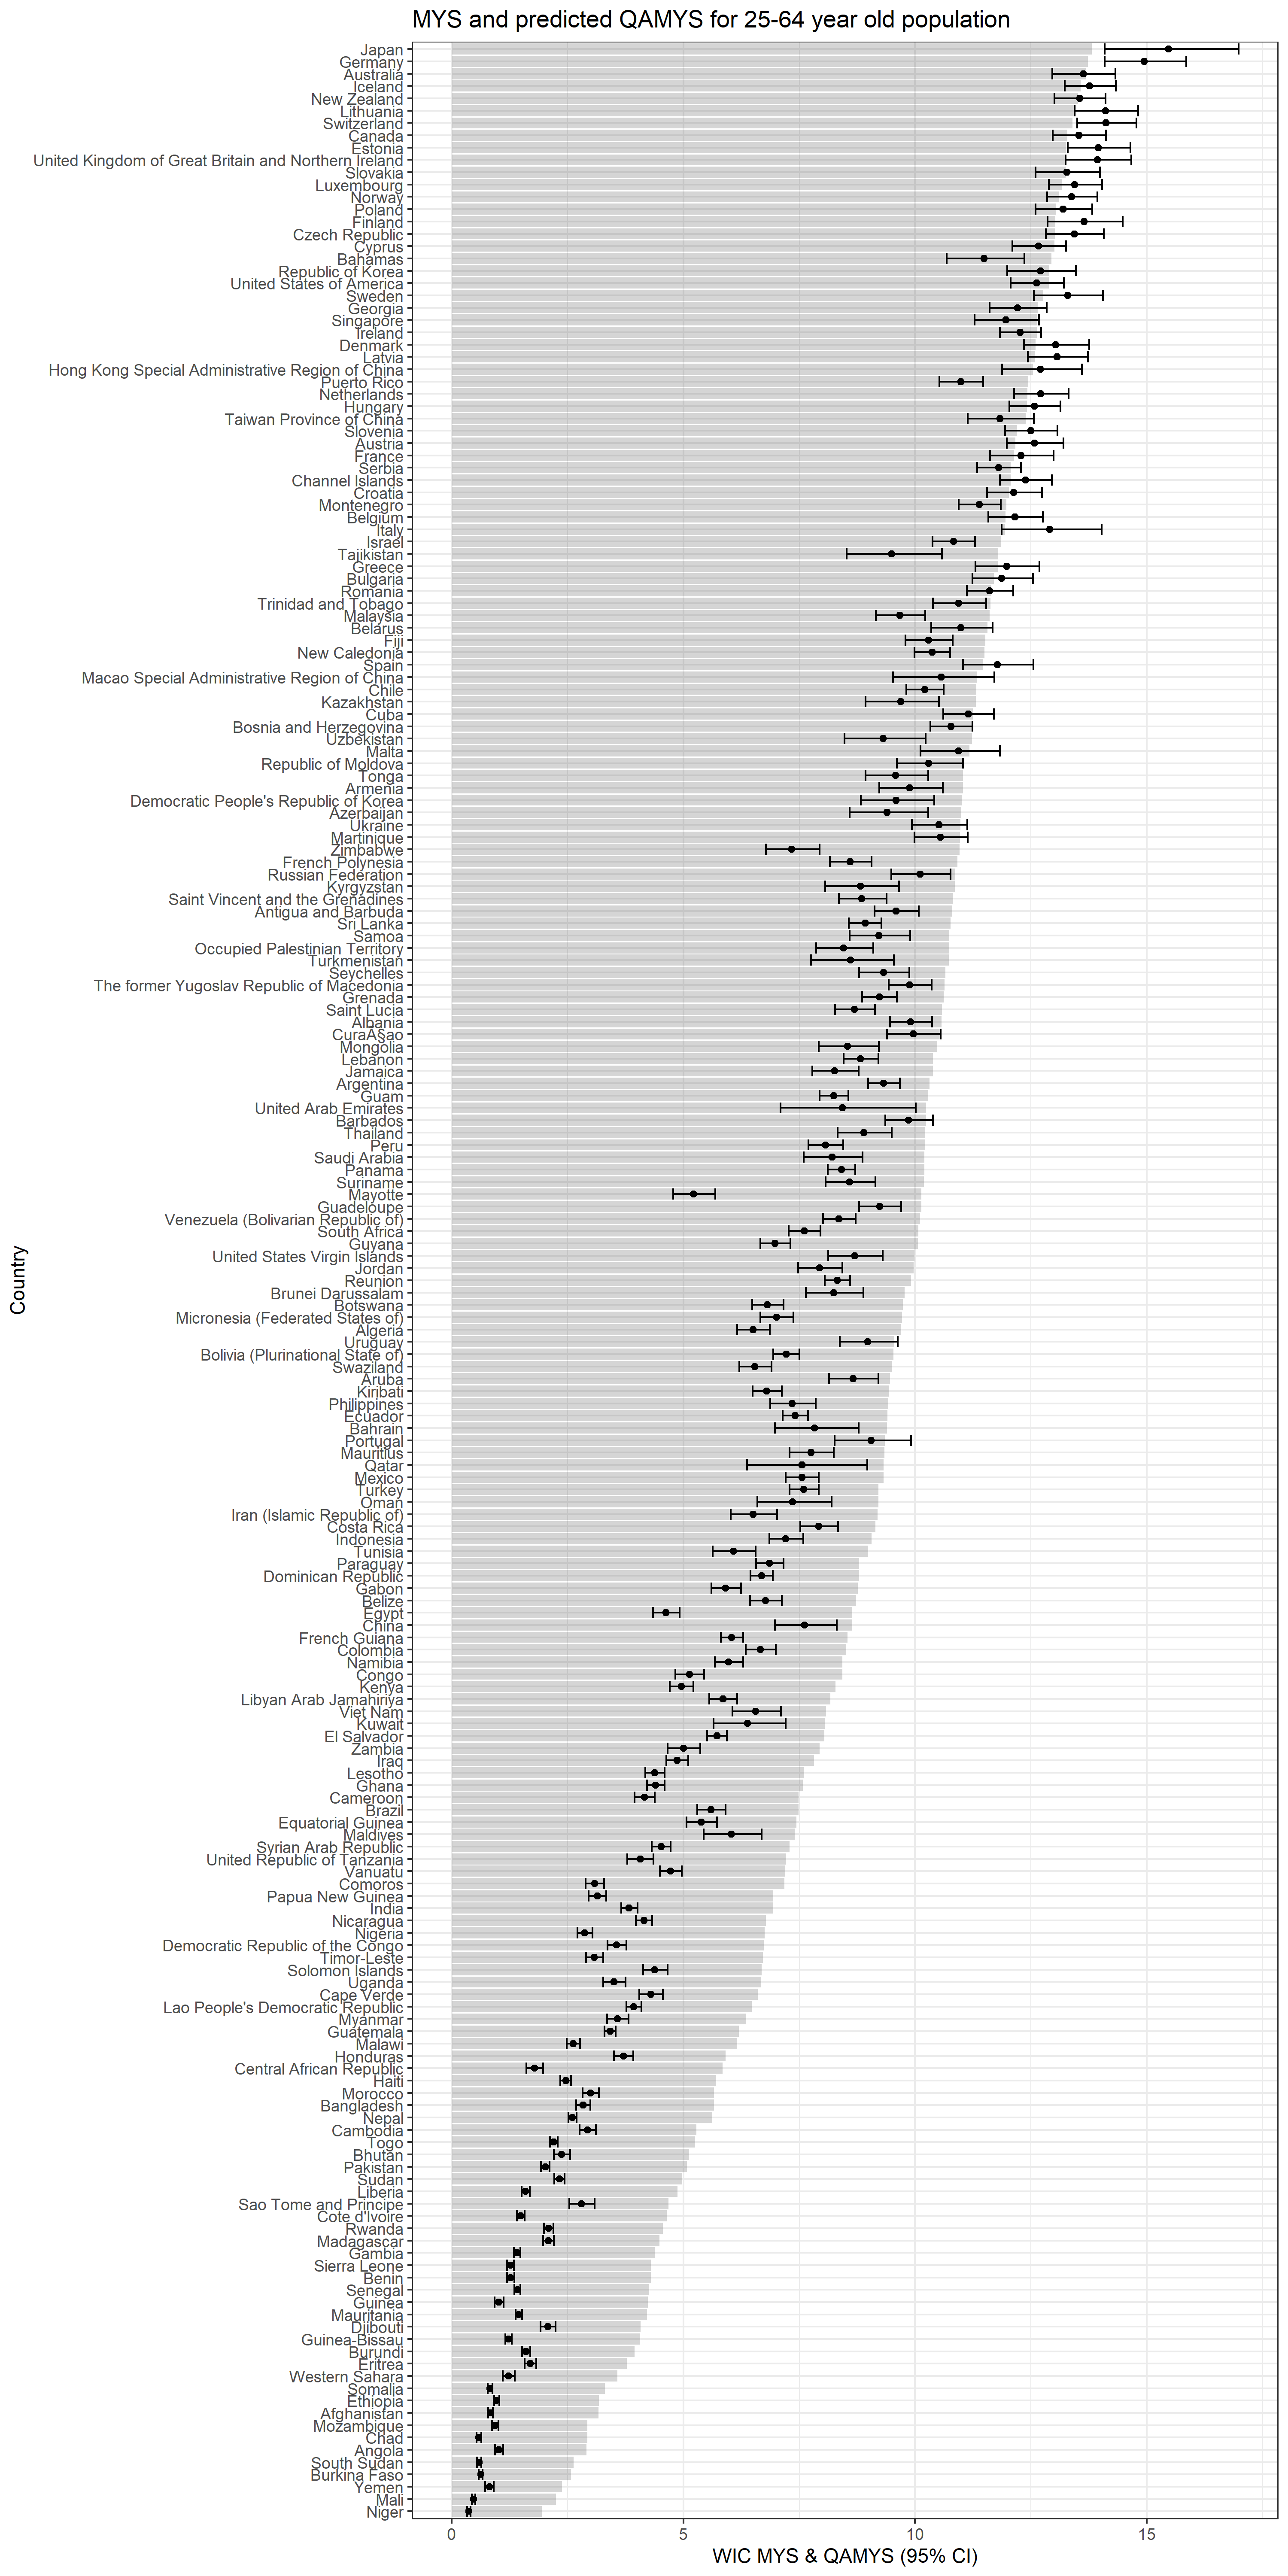 MYS and predicted QAMYS for 25-64 year old population
Japan
Germany
Australia
Iceland
New Zealand
Lithuania
Switzerland
Canada
Estonia
United Kingdom of Great Britain and Northern Ireland
Slovakia
Luxembourg
Norway
Poland
Finland
Czech Republic
Cyprus
Bahamas
Republic of Korea
United States of America
Sweden
Georgia
Singapore
Ireland
Denmark
Latvia
Hong Kong Special Administrative Region of China
Puerto Rico
Netherlands
Hungary
Taiwan Province of China
Slovenia
Austria
France
Serbia
Channel Islands
Croatia
Montenegro
Belgium
Italy
Israel
Tajikistan
Greece
Bulgaria
Romania
Trinidad and Tobago
Malaysia
Belarus
Fiji
New Caledonia
Spain
Macao Special Administrative Region of China
Chile
Kazakhstan
Cuba
Bosnia and Herzegovina
Uzbekistan
Malta
Republic of Moldova
Tonga
Armenia
Democratic People's Republic of Korea
Azerbaijan
Ukraine
Martinique
Zimbabwe
French Polynesia
Russian Federation
Kyrgyzstan
Saint Vincent and the Grenadines
Antigua and Barbuda
Sri Lanka
Samoa
Occupied Palestinian Territory
Turkmenistan
Seychelles
The former Yugoslav Republic of Macedonia
Grenada
Saint Lucia
Albania
CuraÃ§ao
Mongolia
Lebanon
Jamaica
Argentina
Guam
United Arab Emirates
Barbados
Thailand
Peru
Saudi Arabia
Panama
Suriname
Mayotte
Guadeloupe
Venezuela (Bolivarian Republic of)
South Africa
Guyana
United States Virgin Islands
Jordan
Reunion
Brunei Darussalam
Botswana
Micronesia (Federated States of)
Algeria
Uruguay
Bolivia (Plurinational State of)
Swaziland
Aruba
Kiribati
Philippines
Ecuador
Bahrain
Portugal
Mauritius
Qatar
Mexico
Turkey
Oman
Iran (Islamic Republic of)
Costa Rica
Indonesia
Tunisia
Paraguay
Dominican Republic
Gabon
Belize
Egypt
China
French Guiana
Colombia
Namibia
Congo
Kenya
Libyan Arab Jamahiriya
Viet Nam
Kuwait
El Salvador
Zambia
Iraq
Lesotho
Ghana
Cameroon
Brazil
Equatorial Guinea
Maldives
Syrian Arab Republic
United Republic of Tanzania
Vanuatu
Comoros
Papua New Guinea
India
Nicaragua
Nigeria
Democratic Republic of the Congo
Timor-Leste
Solomon Islands
Uganda
Cape Verde
Lao People's Democratic Republic
Myanmar
Guatemala
Malawi
Honduras
Central African Republic
Haiti
Morocco
Bangladesh
Nepal
Cambodia
Togo
Bhutan
Pakistan
Sudan
Liberia
Sao Tome and Principe
Cote d'Ivoire
Rwanda
Madagascar
Gambia
Sierra Leone
Benin
Senegal
Guinea
Mauritania
Djibouti
Guinea-Bissau
Burundi
Eritrea
Western Sahara
Somalia
Ethiopia
Afghanistan
Mozambique
Chad
Angola
South Sudan
Burkina Faso
Yemen
Mali
Niger
Country
0 5 10 15
WIC MYS & QAMYS (95% CI)